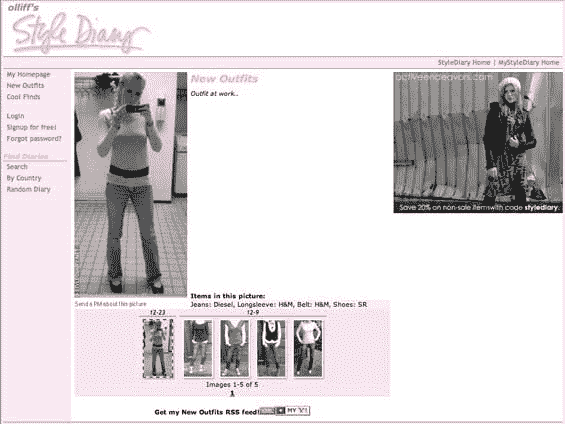 olliff's
Style Diary
StyleDiary Home | MyStyleDiary Home
My Homepage
New Outfits
Cool Finds
Login
Signup for free!
Forgot password?
Find Diaries
Search
By Country
Random Diary
New Outfits
Outfit at work..
Items in this picture:
Jeans: Diesel, Longsleeve: H&M, Belt: H&M, Shoes: SR
Send a PM about this picture
12-23
12-9
Images 1-5 of 5
1
Get my New Outfits RSS feed!
MY Y!
activeendeavors.com
Save 20% on non-sale items with code stylediary.